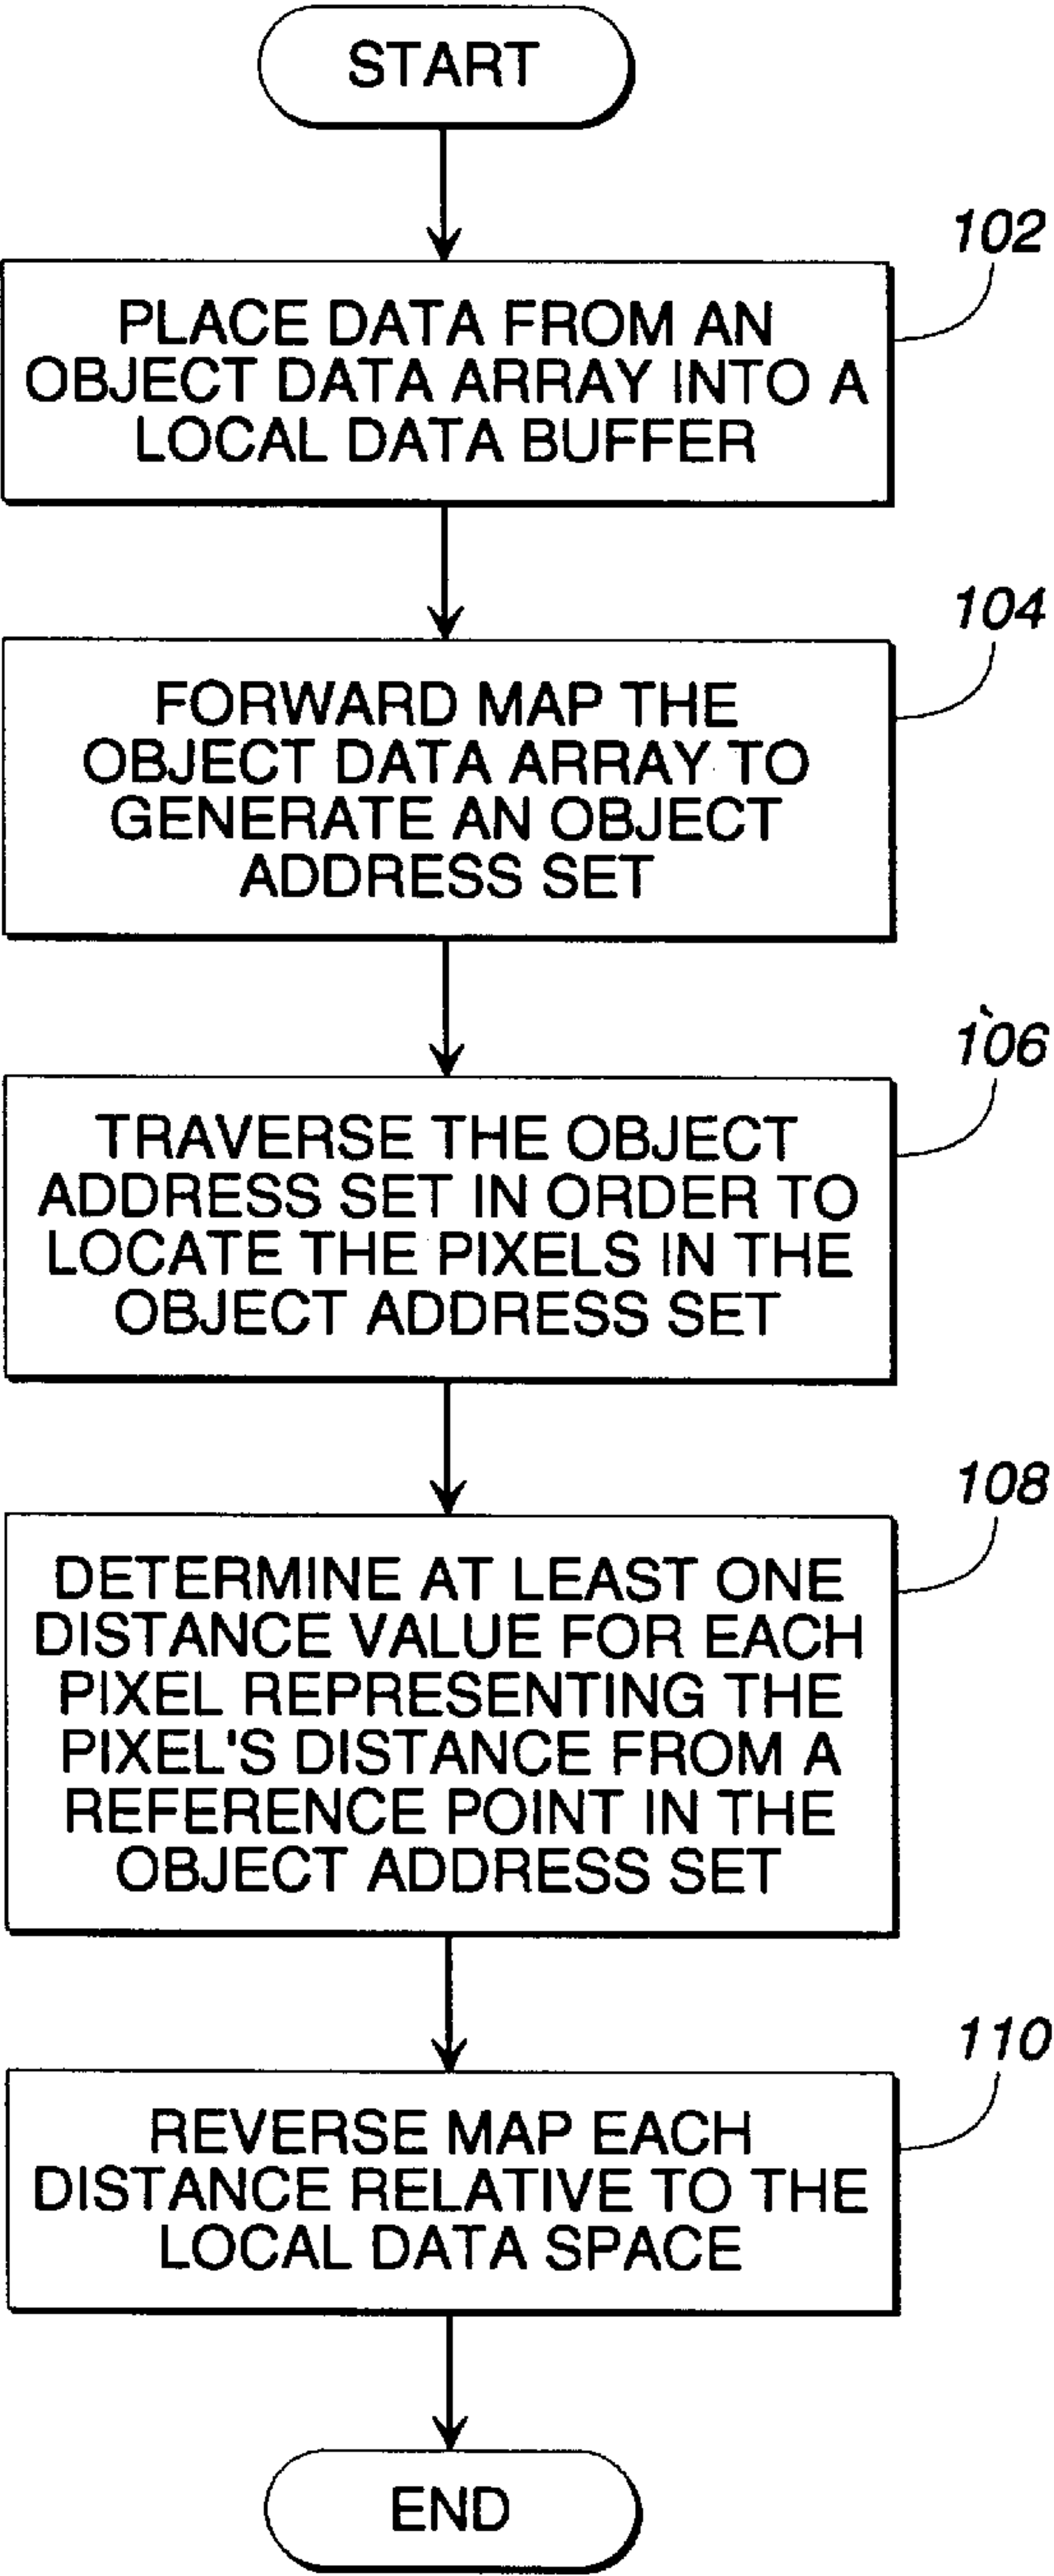 START
102
PLACE DATA FROM AN
OBJECT DATA ARRAY INTO A
LOCAL DATA BUFFER
104
FORWARD MAP THE
OBJECT DATA ARRAY TO
GENERATE AN OBJECT
ADDRESS SET
106
TRAVERSE THE OBJECT
ADDRESS SET IN ORDER TO
LOCATE THE PIXELS IN THE
OBJECT ADDRESS SET
108
DETERMINE AT LEAST ONE
DISTANCE VALUE FOR EACH
PIXEL REPRESENTING THE
PIXEL'S DISTANCE FROM A
REFERENCE POINT IN THE
OBJECT ADDRESS SET
110
REVERSE MAP EACH
DISTANCE RELATIVE TO THE
LOCAL DATA SPACE
END